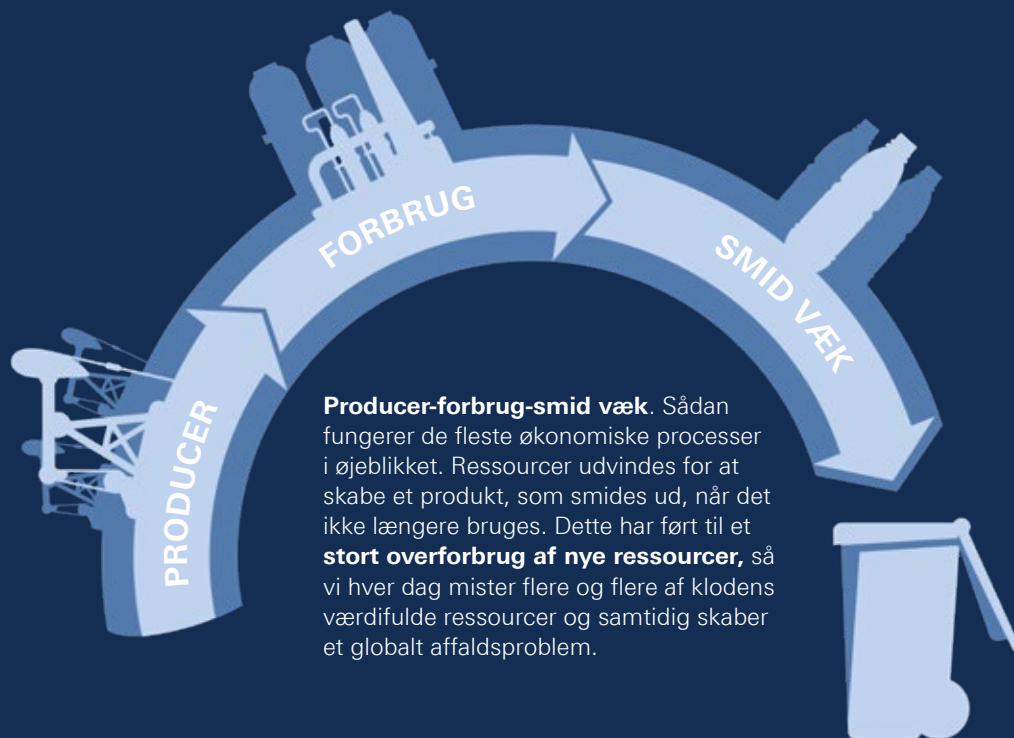 PRODUCER
FORBRUG
SMID VÆK
Producer-forbrug-smid væk. Sådan
fungerer de fleste økonomiske processer
i øjeblikket. Ressourcer udvindes for at
skabe et produkt, som smides ud, når det
ikke længere bruges. Dette har ført til et
stort overforbrug af nye ressourcer, så
vi hver dag mister flere og flere af klodens
værdifulde ressourcer og samtidig skaber
et globalt affaldsproblem.